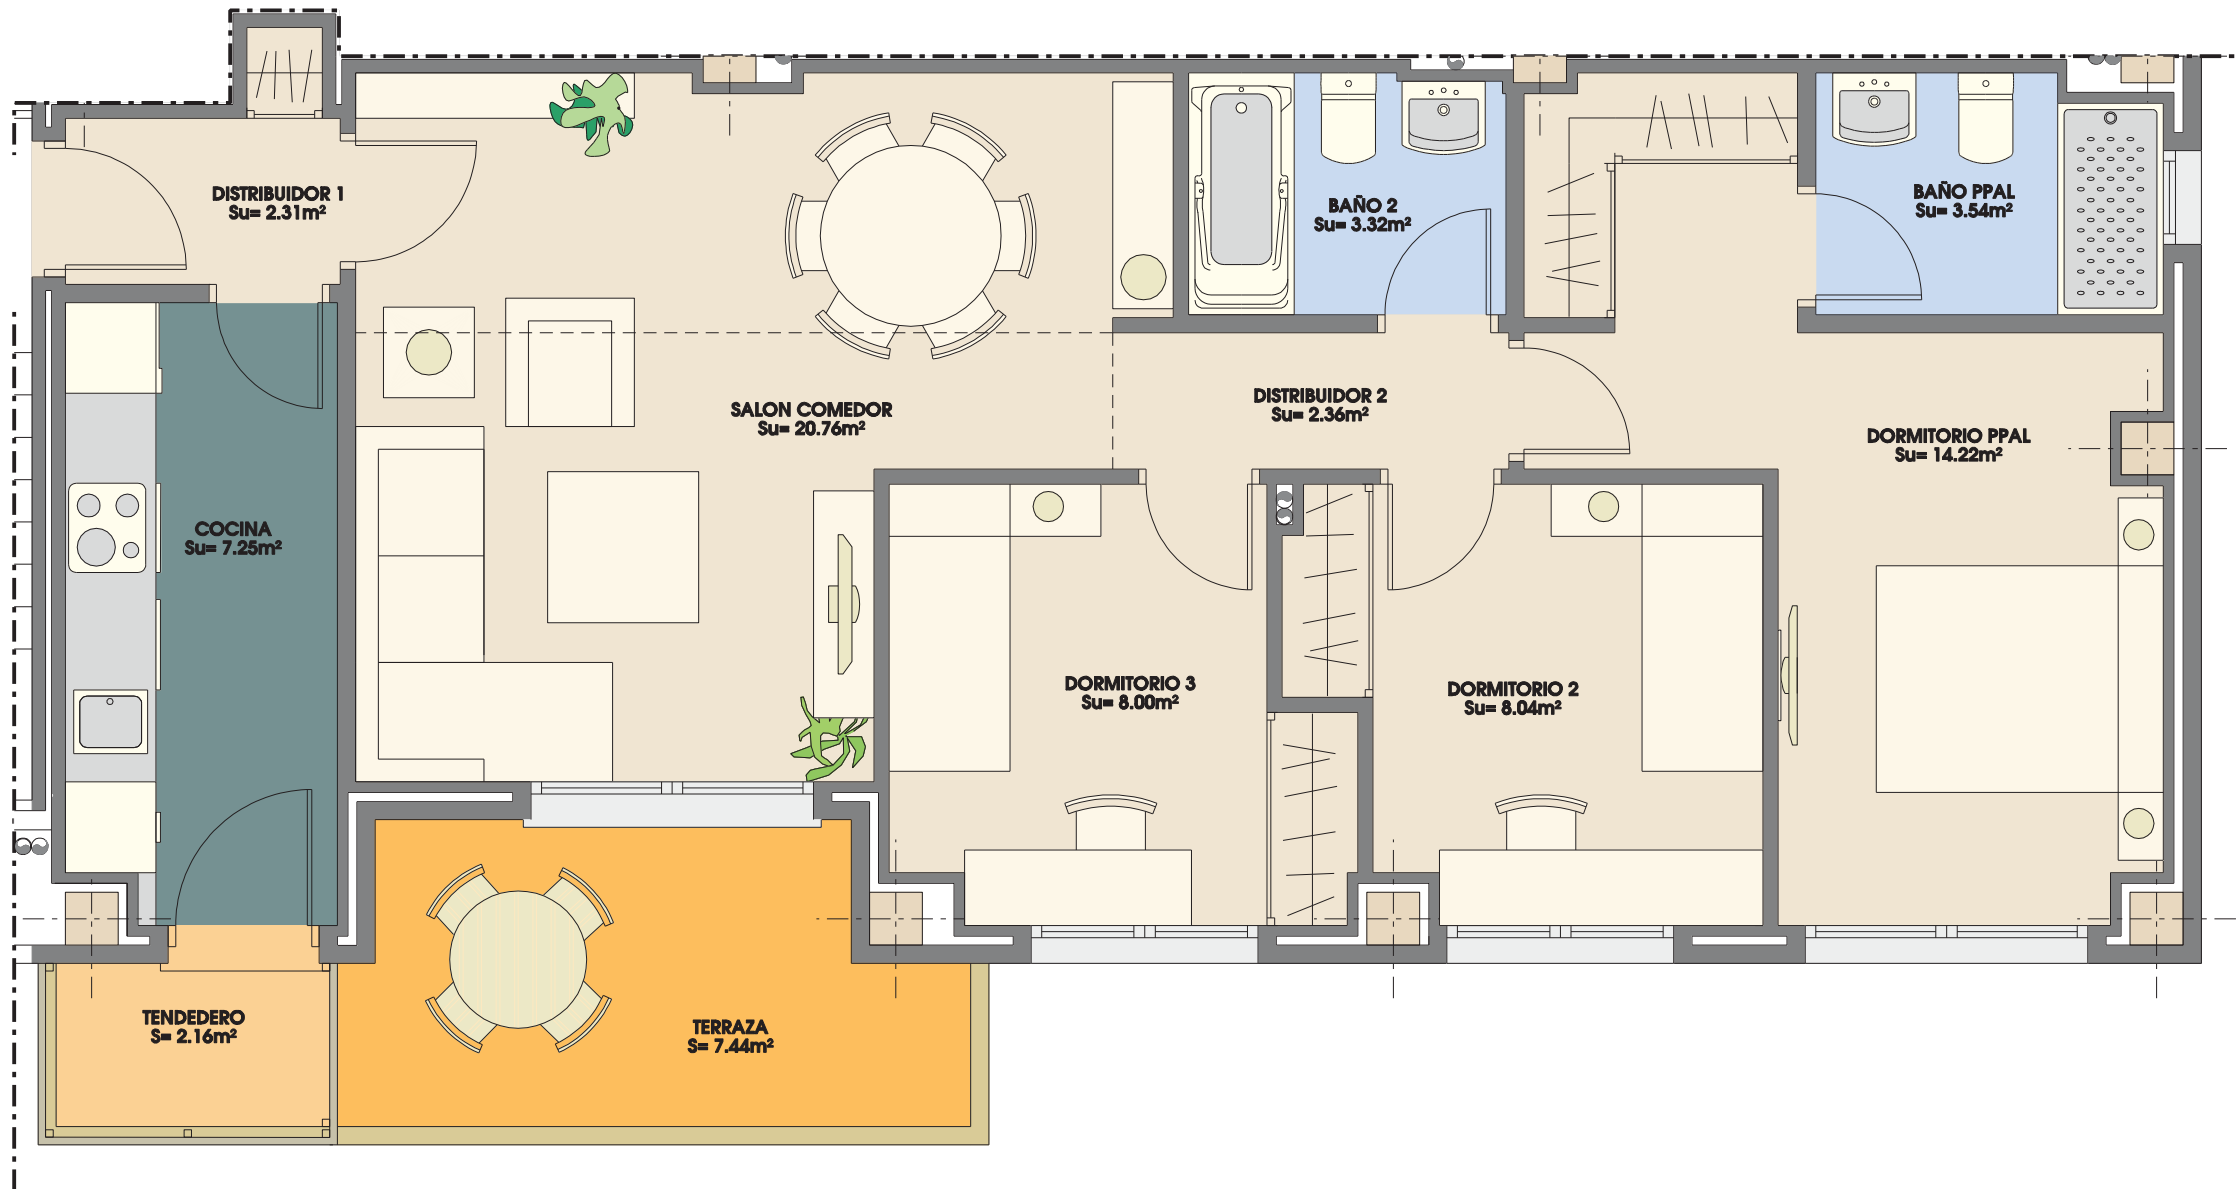 DISTRIBUIDOR 1
Su= 2.31m²
BAÑO 2
Su= 3.32m²
BAÑO PPAL
Su= 3.54m²
SALON COMEDOR
Su= 20.76m²
DISTRIBUIDOR 2
Su= 2.36m²
DORMITORIO PPAL
Su= 14.22m²
COCINA
Su= 7.25m²
DORMITORIO 3
Su= 8.00m²
DORMITORIO 2
Su= 8.04m²
TENDEDERO
S= 2.16m²
TERRAZA
S= 7.44m²